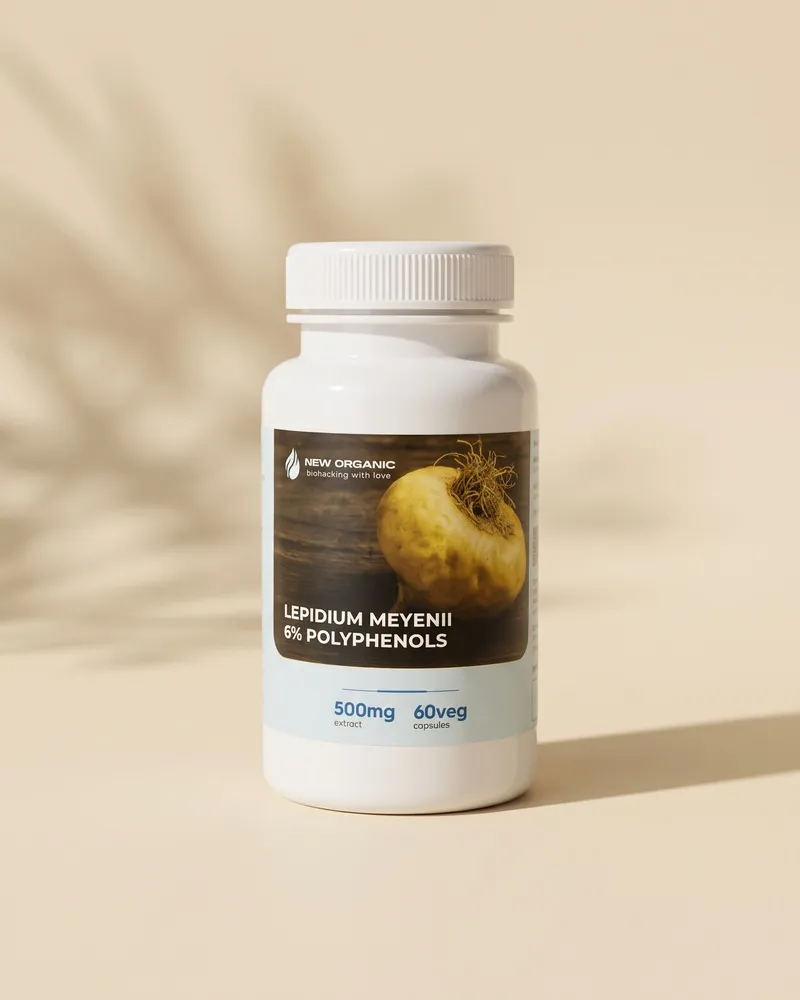 NEW ORGANIC
biohacking with love
LEPIDIUM MEYENII
6% POLYPHENOLS
500mg 60veg
extract capsules